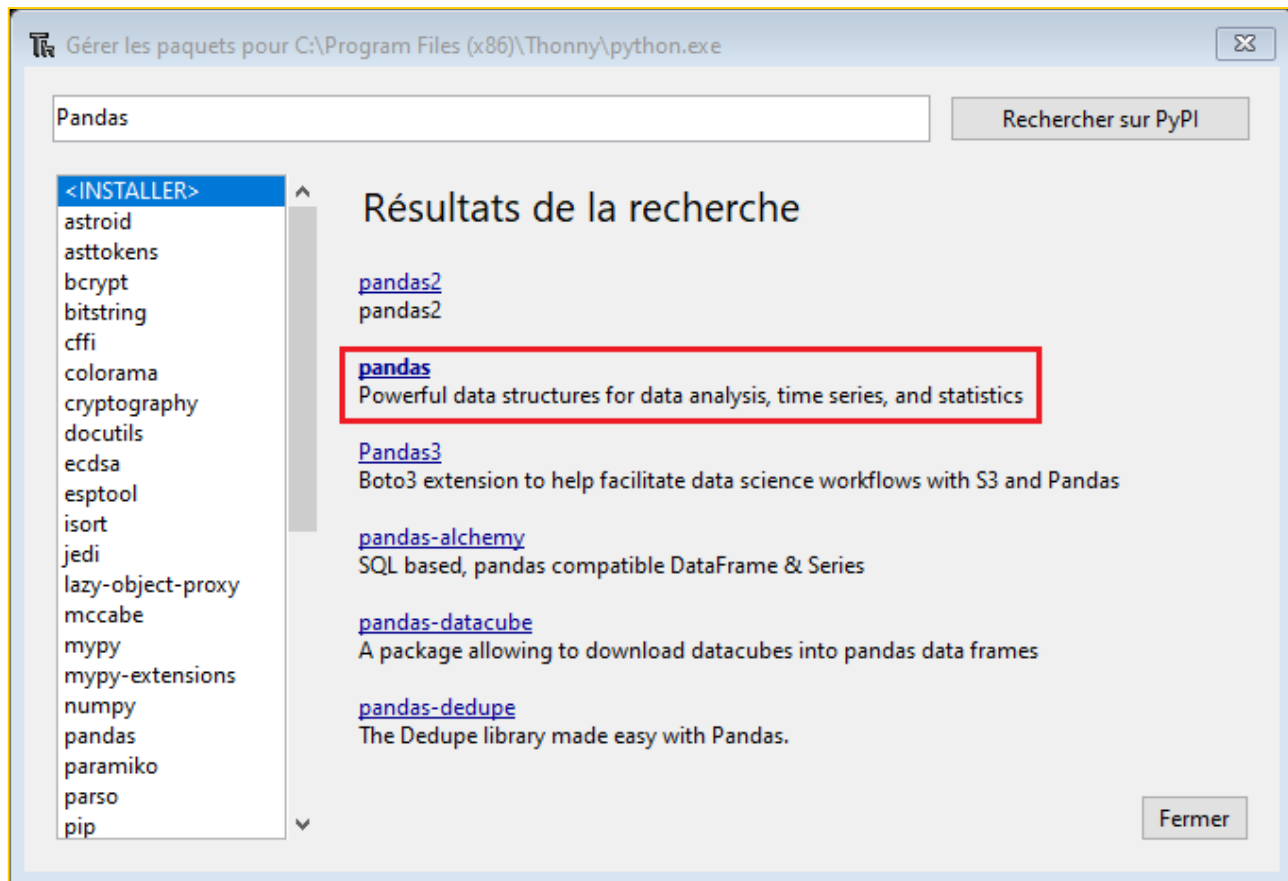 Gérer les paquets pour C:\Program Files (x86)\Thonny\python.exe
Pandas
Rechercher sur PyPI
<INSTALLER>
astroid
asttokens
bcrypt
bitstring
cffi
colorama
cryptography
docutils
ecdsa
esptool
isort
jedi
lazy-object-proxy
mccabe
mypy
mypy-extensions
numpy
pandas
paramiko
parso
pip
Résultats de la recherche
pandas2
pandas2
pandas
Powerful data structures for data analysis, time series, and statistics
Pandas3
Boto3 extension to help facilitate data science workflows with S3 and Pandas
pandas-alchemy
SQL based, pandas compatible DataFrame & Series
pandas-datacube
A package allowing to download datacubes into pandas data frames
pandas-dedupe
The Dedupe library made easy with Pandas.
Fermer